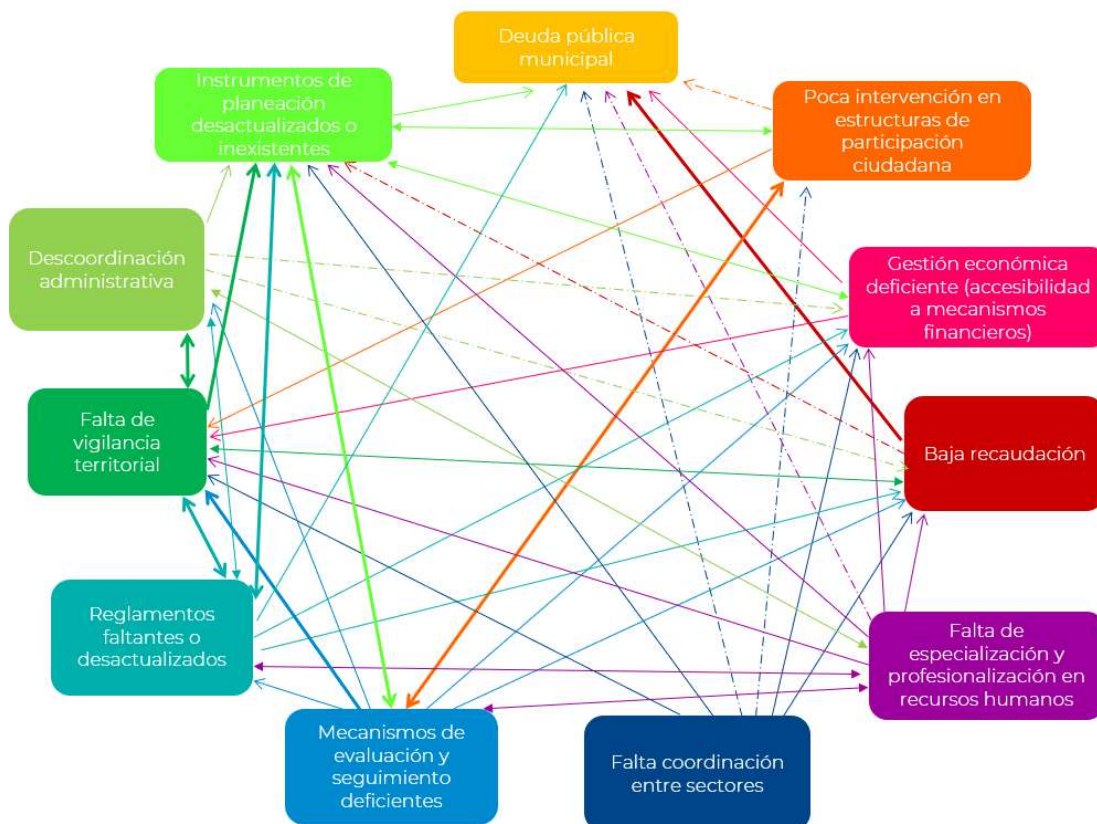 Deuda pública
municipal
Instrumentos de
planeación
desactualizados o
inexistentes
Poca intervención en
estructuras de
participación
ciudadana
Descoordinación
administrativa
Gestión económica
deficiente (accesibilidad
a mecanismos
financieros)
Falta de
vigilancia
territorial
Baja recaudación
Reglamentos
faltantes o
desactualizados
Falta de
especialización y
profesionalización en
recursos humanos
Mecanismos de
evaluación y
seguimiento
deficientes
Falta coordinación
entre sectores